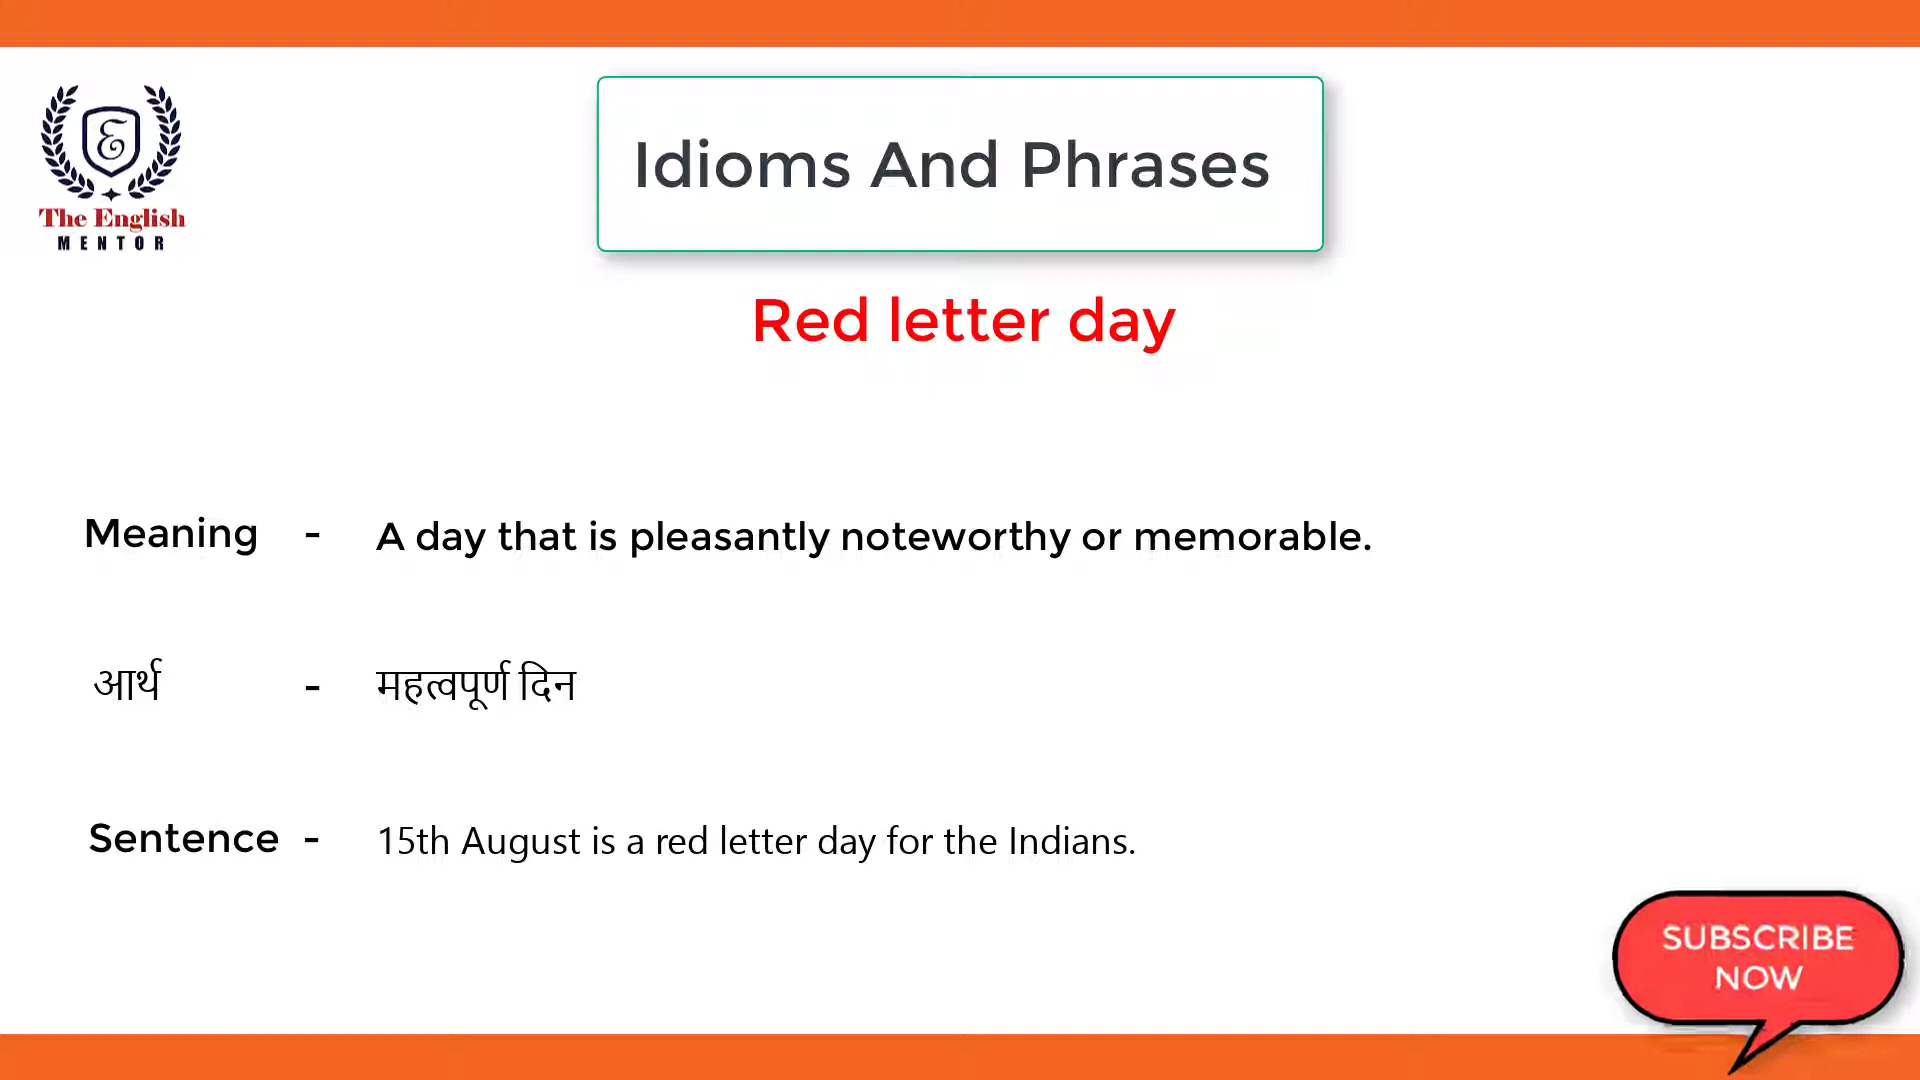 The English
MENTOR
Idioms And Phrases
Red letter day
Meaning - A day that is pleasantly noteworthy or memorable.
आर्थ - महत्वपूर्ण दिन
Sentence - 15th August is a red letter day for the Indians.
SUBSCRIBE
NOW